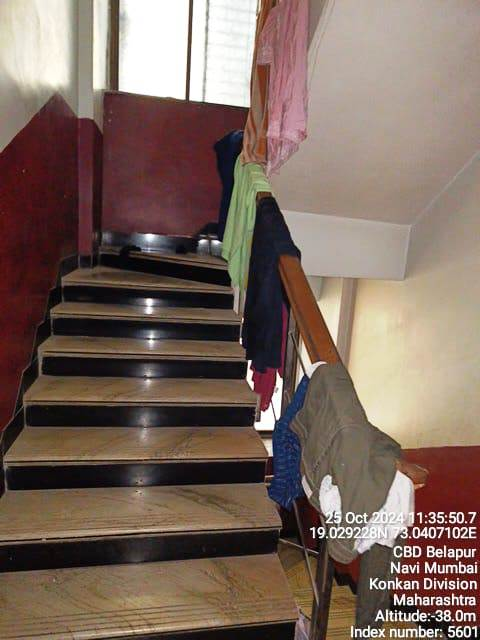 25 Oct 2024 11:35:50.7
19.029228N 73.0407102E
CBD Belapur
Navi Mumbai
Konkan Division
Maharashtra
Altitude:-38.0m
Index number: 5601